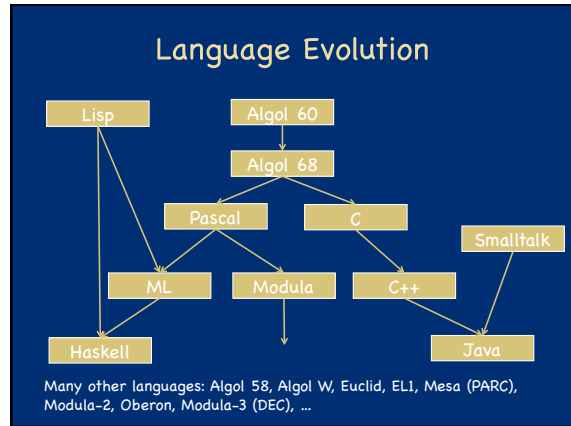 Language Evolution
Lisp
Algol 60
Algol 68
Pascal
C
Smalltalk
ML
Modula
C++
Haskell
Java
Many other languages: Algol 58, Algol W, Euclid, EL1, Mesa (PARC),
Modula-2, Oberon, Modula-3 (DEC), …